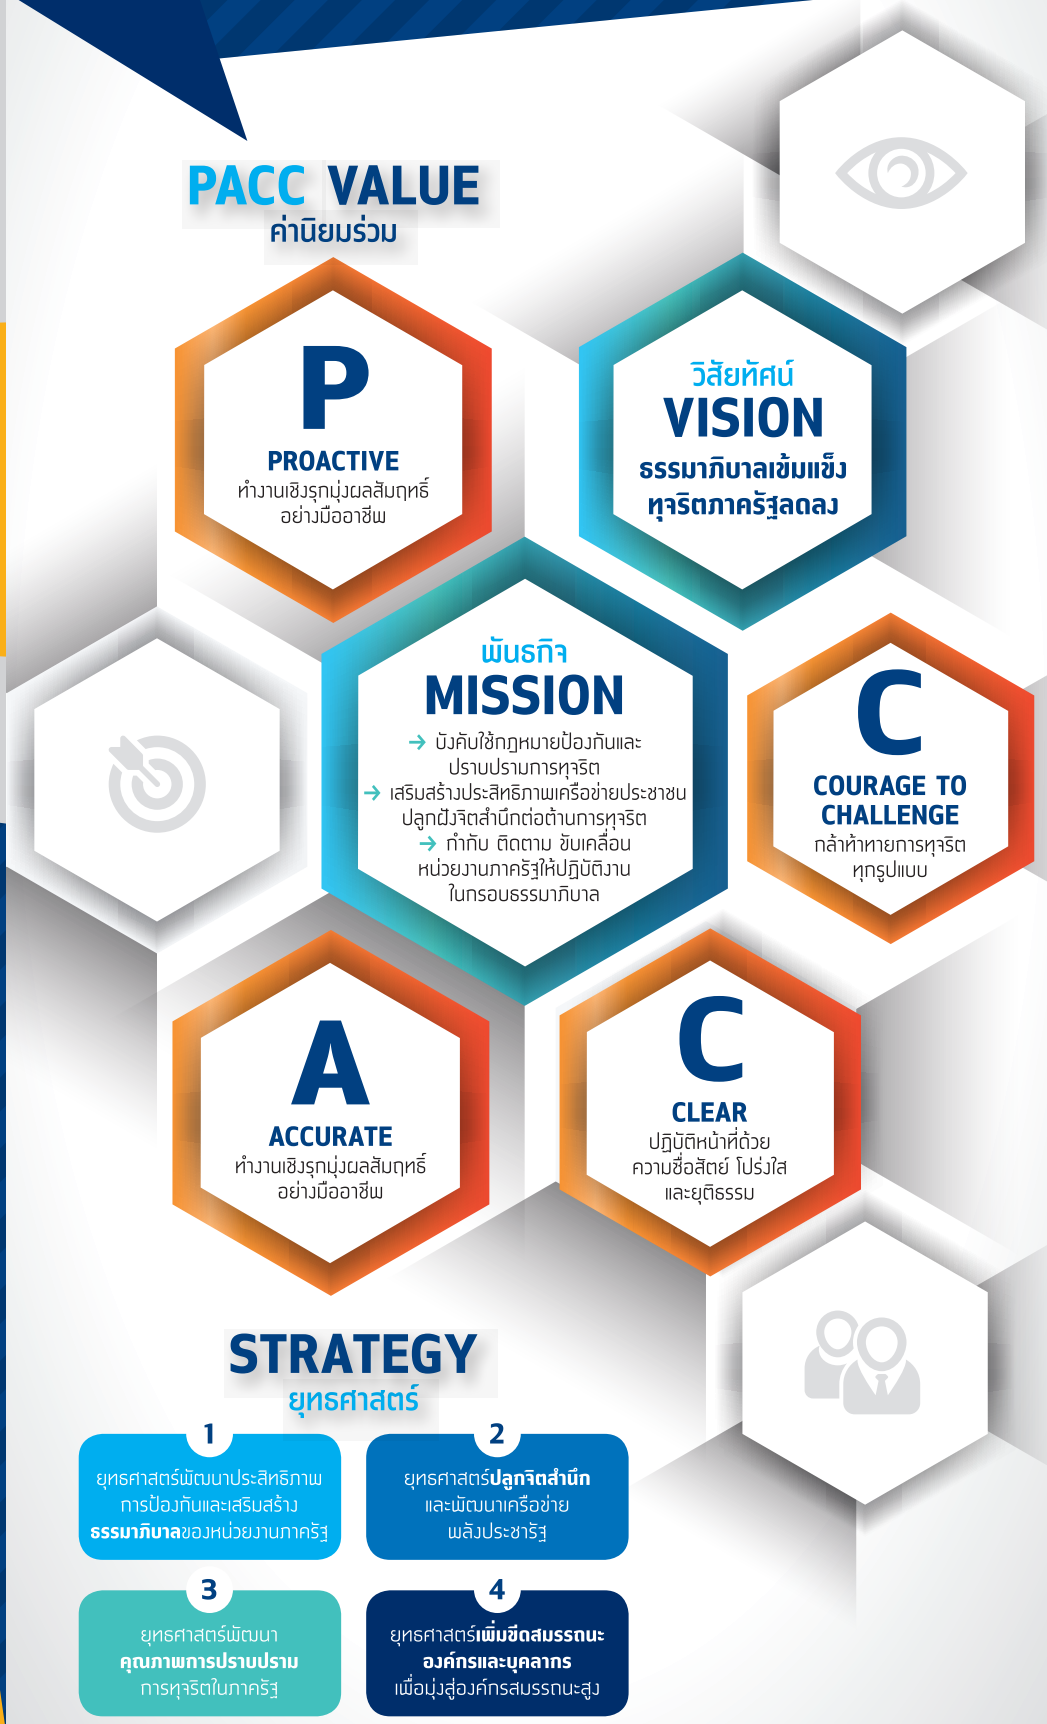 PACC VALUE
ค่านิยมร่วม
P
PROACTIVE
ทำงานเชิงรุกมุ่งผลสัมฤทธิ์
อย่างมืออาชีพ
วิสัยทัศน์
VISION
ธรรมาภิบาลเข้มแข็ง
ทุจริตภาครัฐลดลง
พันธกิจ
MISSION
→ บังคับใช้กฎหมายป้องกันและ
ปราบปรามการทุจริต
→ เสริมสร้างประสิทธิภาพเครือข่ายประชาชน
ปลูกฝังจิตสำนึกต่อต้านการทุจริต
→ กำกับ ติดตาม ขับเคลื่อน
หน่วยงานภาครัฐให้ปฏิบัติงาน
ในกรอบธรรมาภิบาล
C
COURAGE TO
CHALLENGE
กล้าท้าทายการทุจริต
ทุกรูปแบบ
A
ACCURATE
ทำงานเชิงรุกมุ่งผลสัมฤทธิ์
อย่างมืออาชีพ
C
CLEAR
ปฏิบัติหน้าที่ด้วย
ความซื่อสัตย์ โปร่งใส
และยุติธรรม
STRATEGY
ยุทธศาสตร์
1
ยุทธศาสตร์พัฒนาประสิทธิภาพ
การป้องกันและเสริมสร้าง
ธรรมาภิบาลของหน่วยงานภาครัฐ
2
ยุทธศาสตร์ปลูกจิตสำนึก
และพัฒนาเครือข่าย
พลังประชารัฐ
3
ยุทธศาสตร์พัฒนา
คุณภาพการปราบปราม
การทุจริตในภาครัฐ
4
ยุทธศาสตร์เพิ่มขีดสมรรถนะ
องค์กรและบุคลากร
เพื่อมุ่งสู่องค์กรสมรรถนะสูง